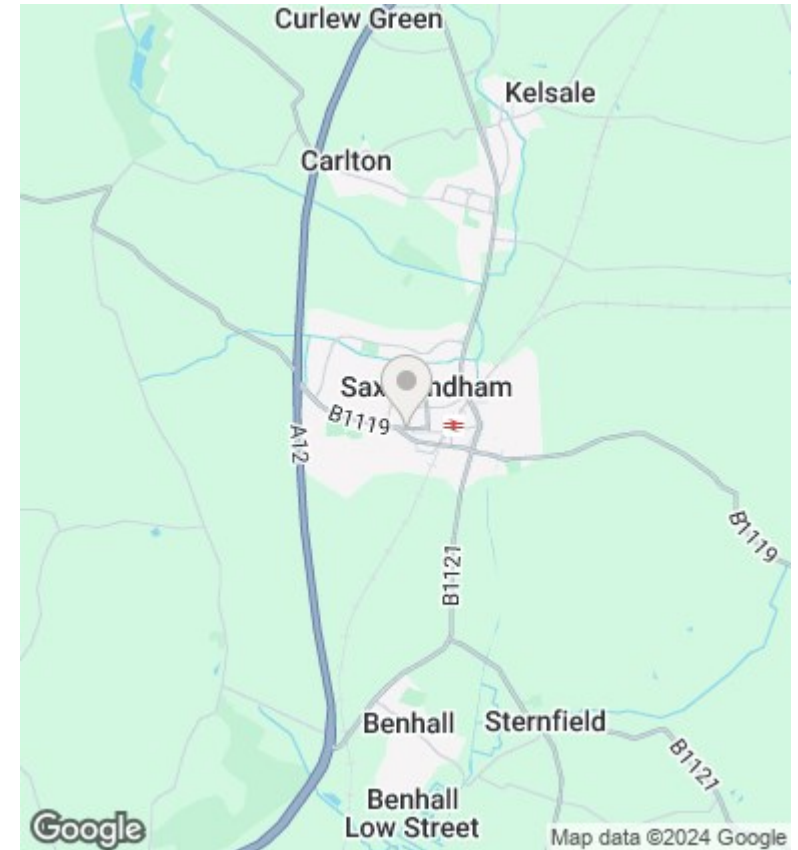 Curlew Green
Kelsale
Carlton
Sax ndham
B1119
A12
B1119
B1121
Benhall
Sternfield
B1121
Benhall
Low Street
Google
Map data ©2024 Google